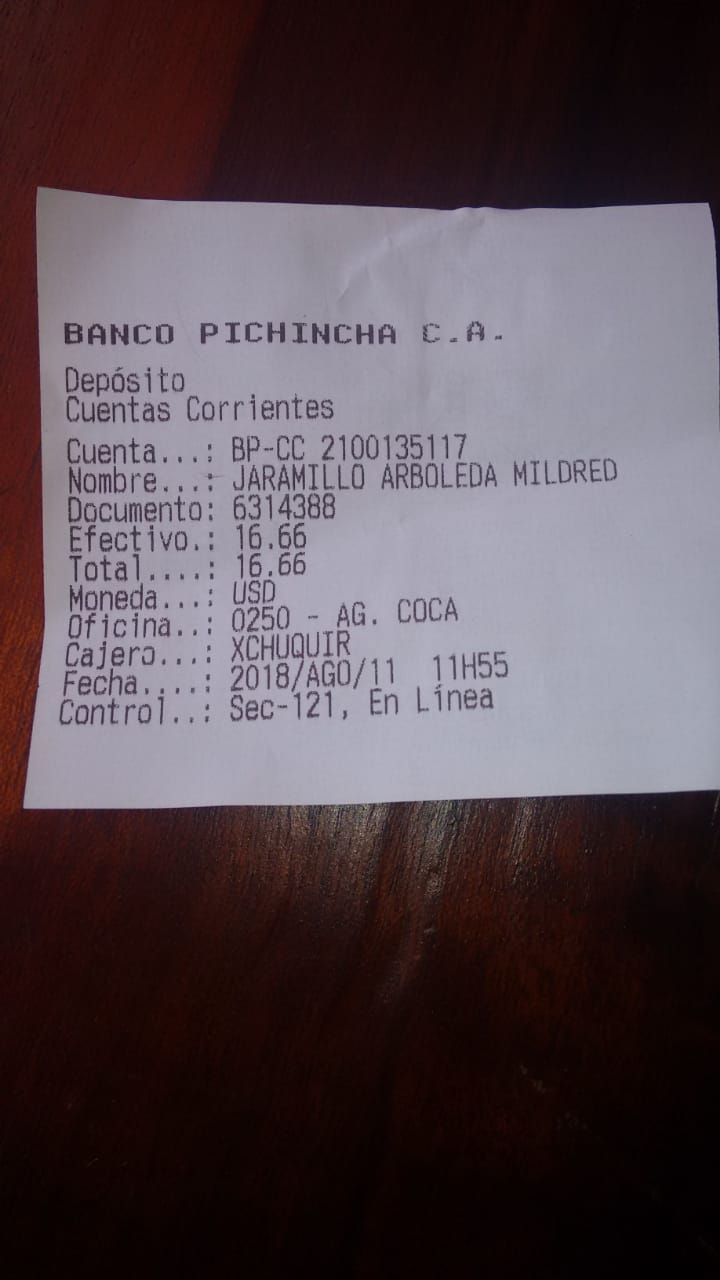 BANCO PICHINCHA C.A.
Depósito
Cuentas Corrientes
Cuenta...: BP-CC 2100135117
Nombre...: JARAMILLO ARBOLEDA MILDRED
Documento: 6314388
Efectivo.: 16.66
Total....: 16.66
Moneda...: USD
Oficina..: 0250 - AG. COCA
Cajero...: XCHUQUIR
Fecha....: 2018/AGO/11 11H55
Control..: Sec-121, En Línea